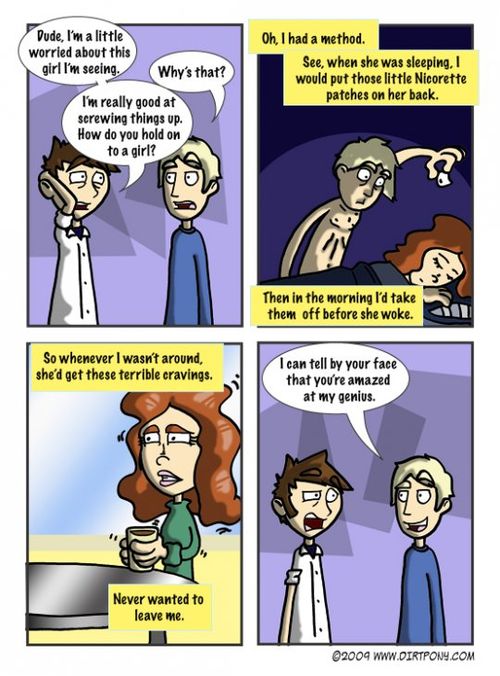 Dude, I'm a little
worried about this
girl I'm seeing.
Why's that?
I'm really good at
screwing things up.
How do you hold on
to a girl?
Oh, I had a method.
See, when she was sleeping, I
would put those little Nicorette
patches on her back.
Then in the morning I'd take
them off before she woke.
So whenever I wasn't around,
she'd get these terrible cravings.
Never wanted to
leave me.
I can tell by your face
that you're amazed
at my genius.
©2009 WWW.DIRTPONY.COM